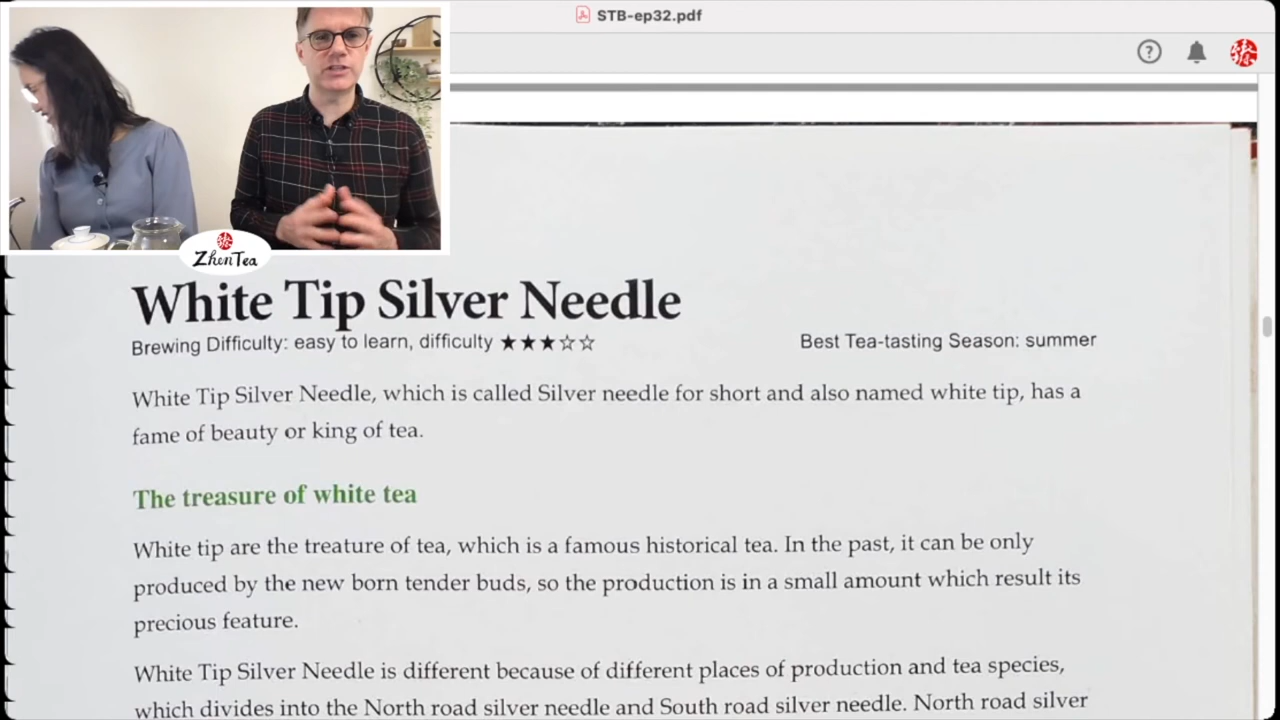 STB-ep32.pdf
Zhen Tea
White Tip Silver Needle
Brewing Difficulty: easy to learn, difficulty ★★★☆☆
Best Tea-tasting Season: summer
White Tip Silver Needle, which is called Silver needle for short and also named white tip, has a
fame of beauty or king of tea.
The treasure of white tea
White tip are the treature of tea, which is a famous historical tea. In the past, it can be only
produced by the new born tender buds, so the production is in a small amount which result its
precious feature.
White Tip Silver Needle is different because of different places of production and tea species,
which divides into the North road silver needle and South road silver needle. North road silver